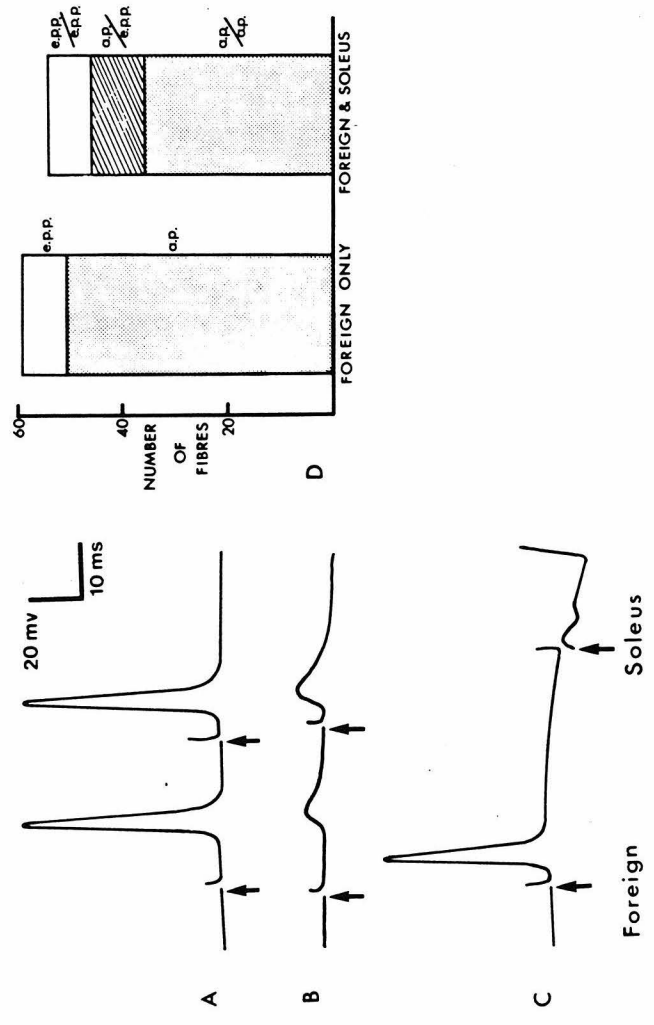 A
B
C
20 mv
10 ms
Foreign
Soleus
D
NUMBER
OF
FIBRES
60
40
20
e.p.p.
a.p.
e.p.p./e.p.p.
a.p./e.p.p.
a.p./a.p.
FOREIGN ONLY
FOREIGN & SOLEUS